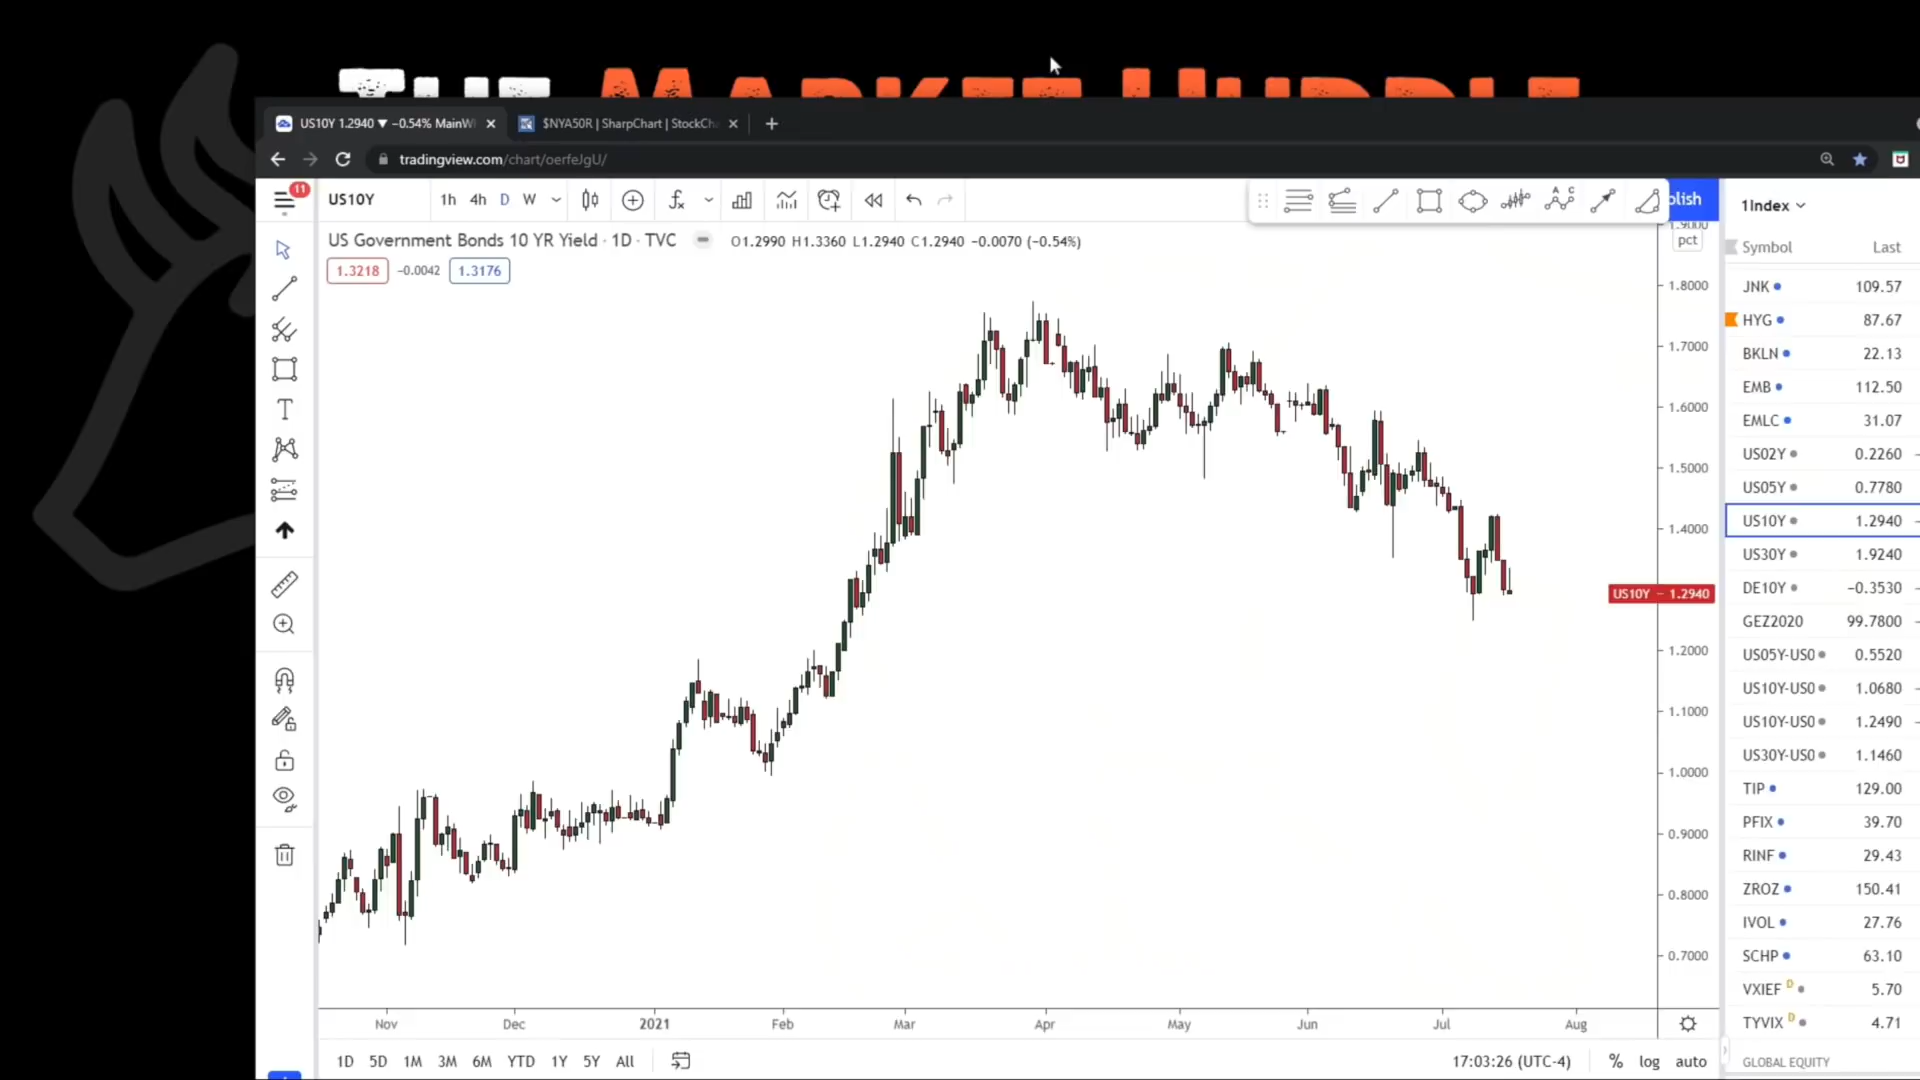 THE MARKET HUDDLE
US10Y 1.2940 ▼ −0.54% MainW
$NYA50R | SharpChart | StockCh
tradingview.com/chart/oerfeJgU/
11
US10Y
1h 4h D W
lish
1Index
US Government Bonds 10 YR Yield · 1D · TVC
O1.2990 H1.3360 L1.2940 C1.2940 −0.0070 (−0.54%)
1.3218 −0.0042 1.3176
pct
Symbol Last
1.9000
1.8000
1.7000
1.6000
1.5000
1.4000
US10Y − 1.2940
1.2000
1.1000
1.0000
0.9000
0.8000
0.7000
JNK 109.57
HYG 87.67
BKLN 22.13
EMB 112.50
EMLC 31.07
US02Y 0.2260
US05Y 0.7780
US10Y 1.2940
US30Y 1.9240
DE10Y −0.3530
GEZ2020 99.7800
US05Y-US0 0.5520
US10Y-US0 1.0680
US10Y-US0 1.2490
US30Y-US0 1.1460
TIP 129.00
PFIX 39.70
RINF 29.43
ZROZ 150.41
IVOL 27.76
SCHP 63.10
VXIEF D 5.70
TYVIX D 4.71
GLOBAL EQUITY
Nov Dec 2021 Feb Mar Apr May Jun Jul Aug
1D 5D 1M 3M 6M YTD 1Y 5Y All
17:03:26 (UTC-4) % log auto